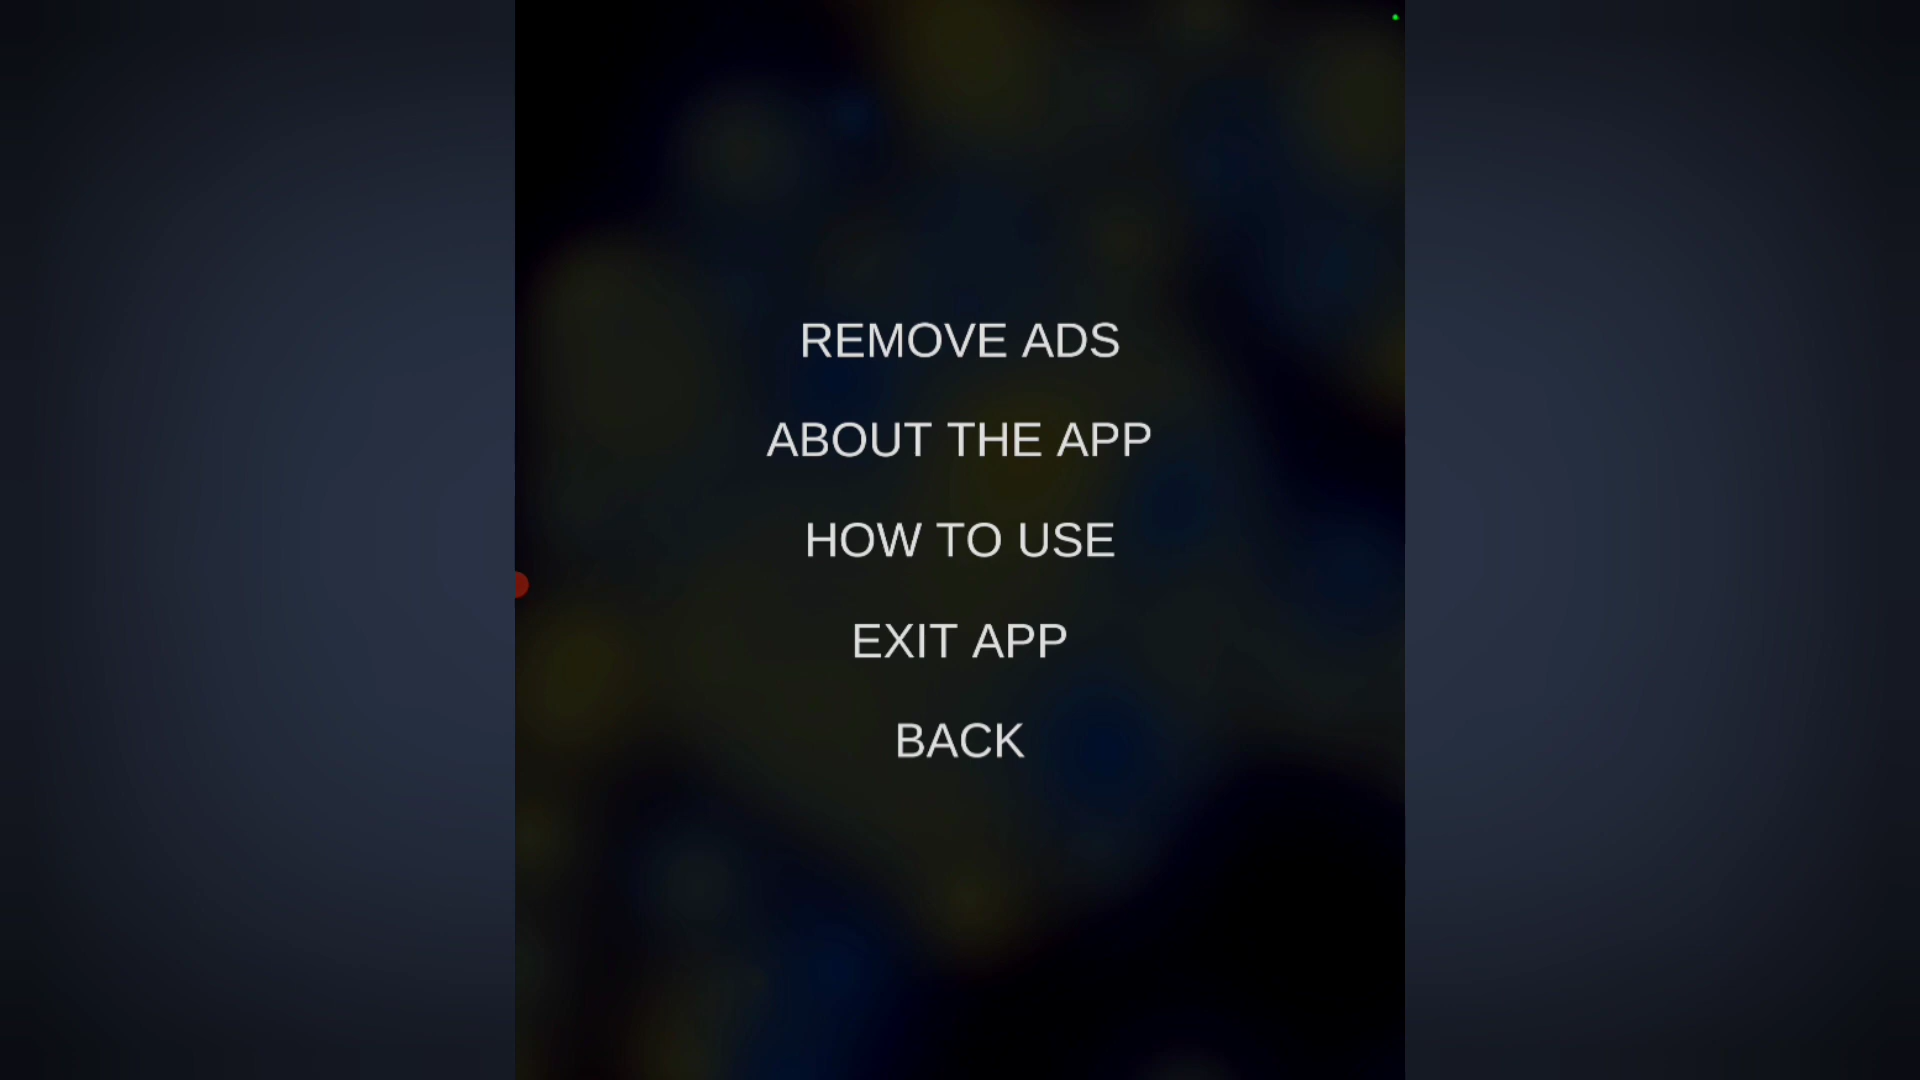 REMOVE ADS
ABOUT THE APP
HOW TO USE
EXIT APP
BACK